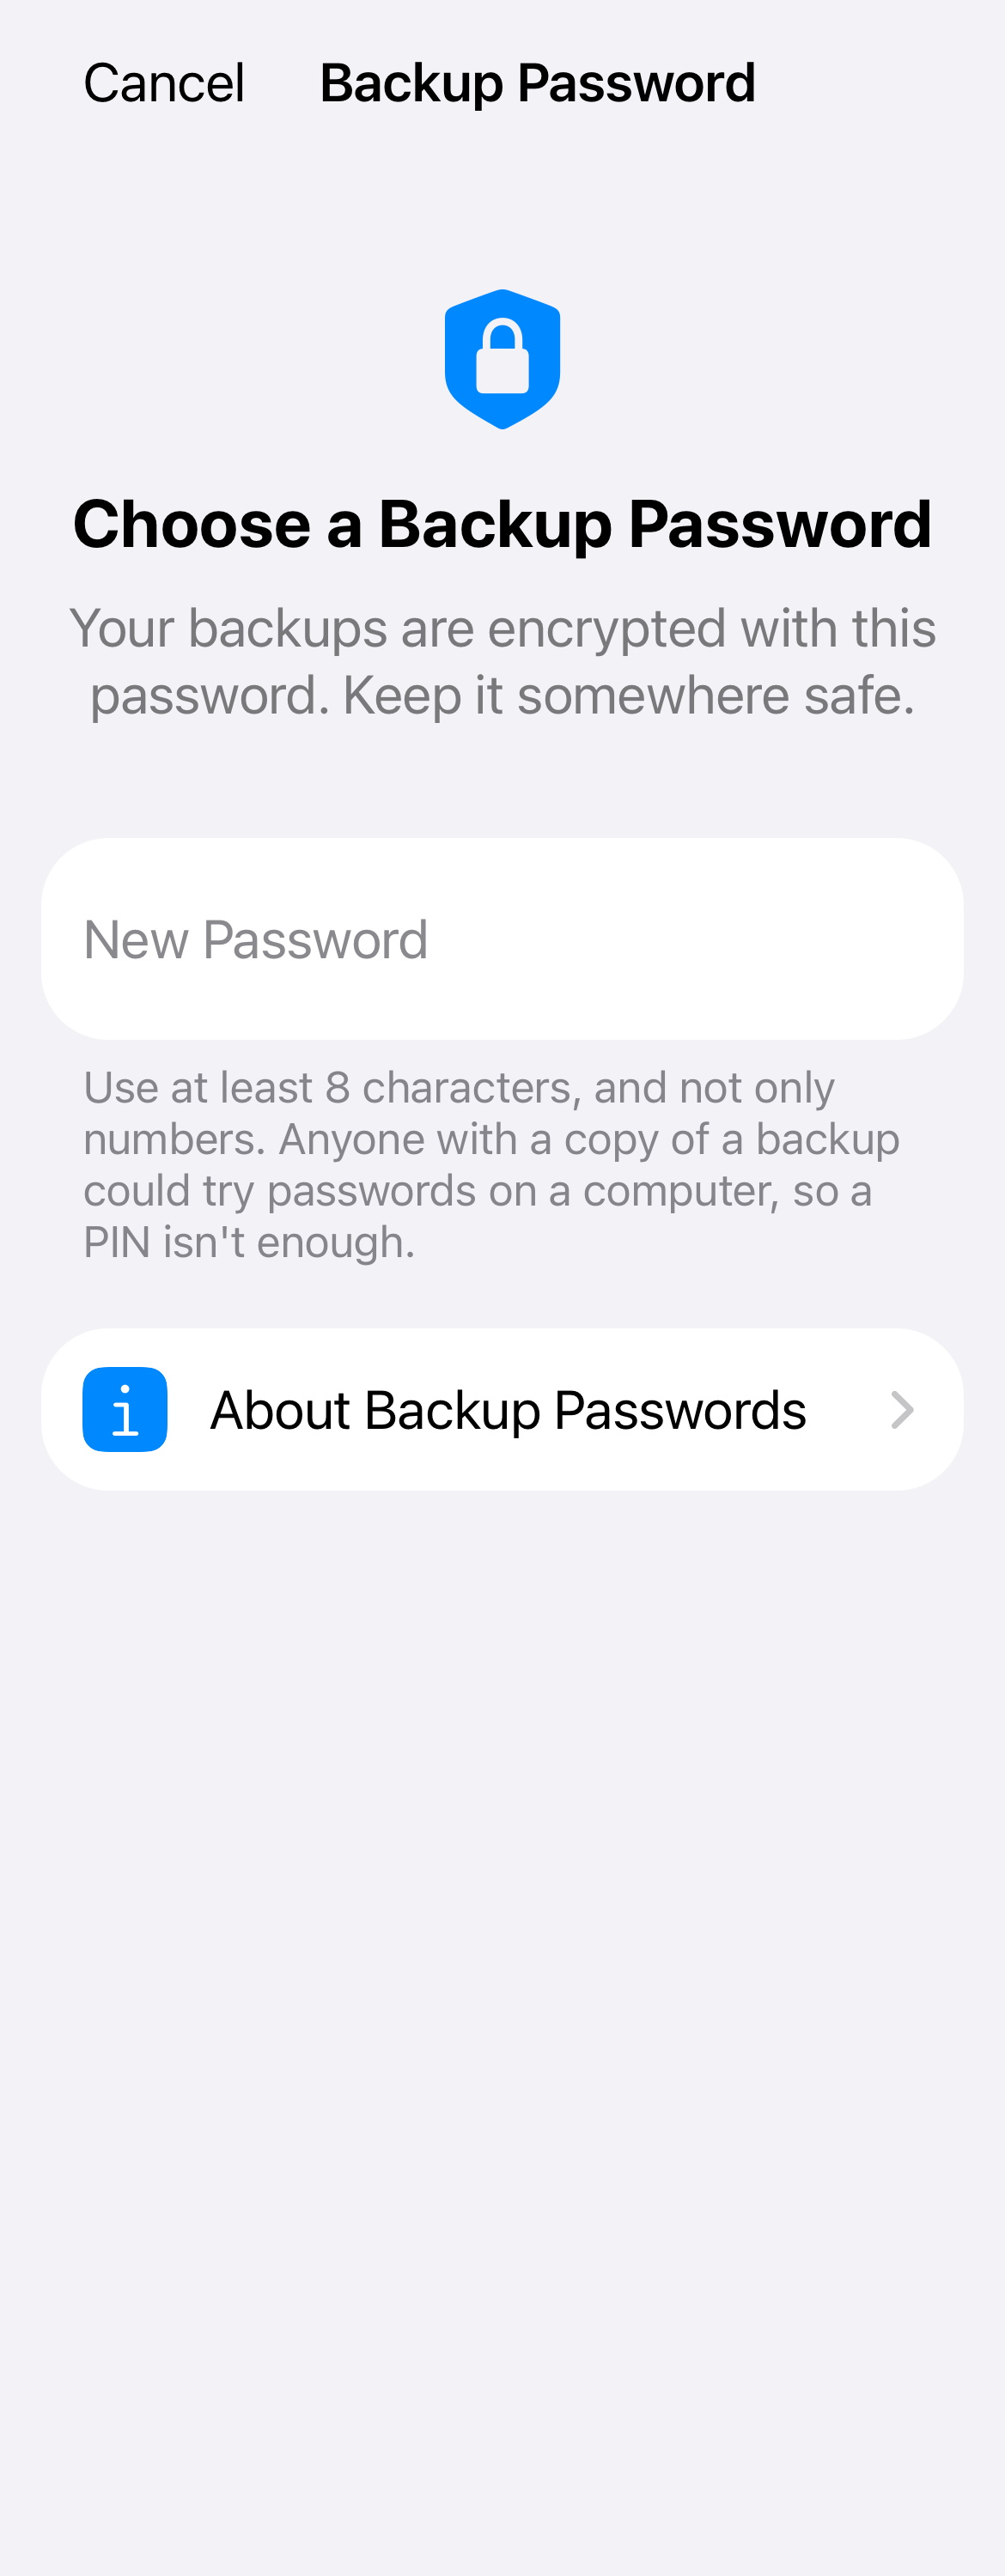 Cancel
Backup Password
Choose a Backup Password
Your backups are encrypted with this
password. Keep it somewhere safe.
New Password
Use at least 8 characters, and not only
numbers. Anyone with a copy of a backup
could try passwords on a computer, so a
PIN isn't enough.
About Backup Passwords